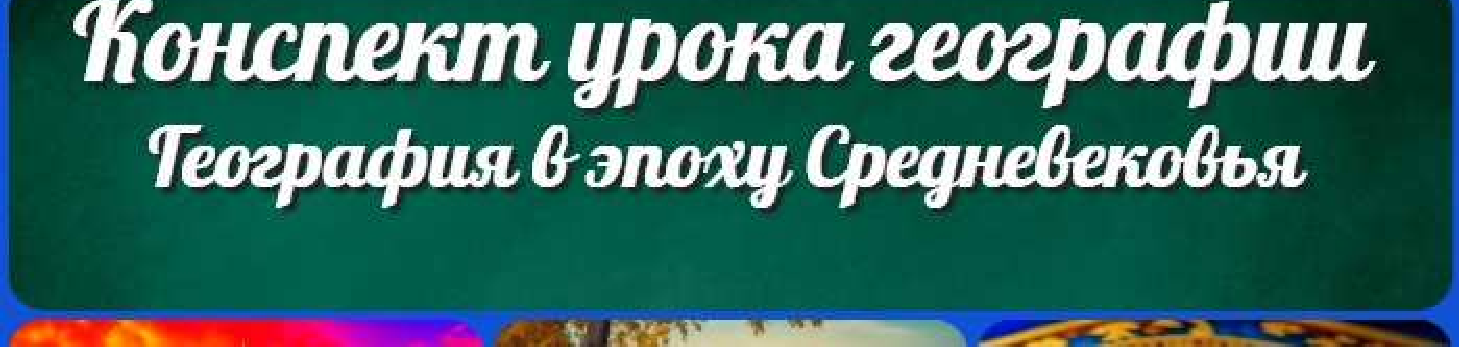 Конспект урока географии
География в эпоху Средневековья